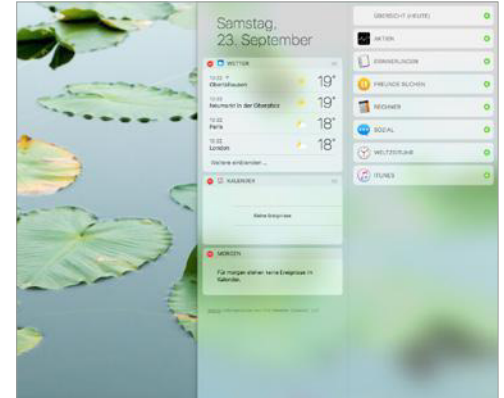 Samstag,
23. September
WETTER
Obertshausen
19°
Neumarkt in der Oberpfalz
19°
Paris
18°
London
18°
Weitere einblenden ...
KALENDER
Keine Ereignisse
MORGEN
Für morgen stehen keine Ereignisse im
Kalender.
ÜBERSICHT (HEUTE)
AKTIEN
ERINNERUNGEN
FREUNDE SUCHEN
RECHNER
SOZIAL
WELTZEITUHR
ITUNES